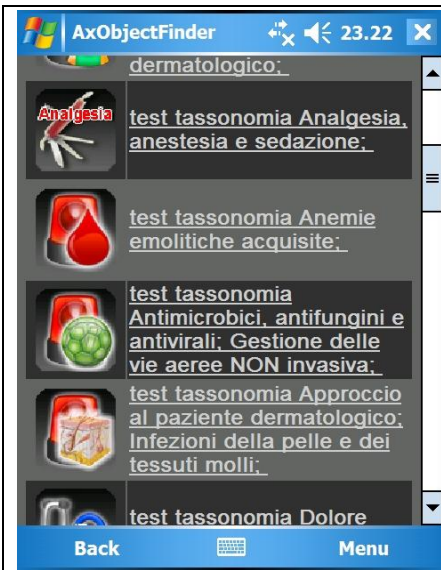 AxObjectFinder 23.22
dermatologico;
Analgesia
test tassonomia Analgesia,
anestesia e sedazione;
test tassonomia Anemie
emolitiche acquisite;
test tassonomia
Antimicrobici, antifungini e
antivirali; Gestione delle
vie aeree NON invasiva;
test tassonomia Approccio
al paziente dermatologico;
Infezioni della pelle e dei
tessuti molli;
test tassonomia Dolore
Back Menu